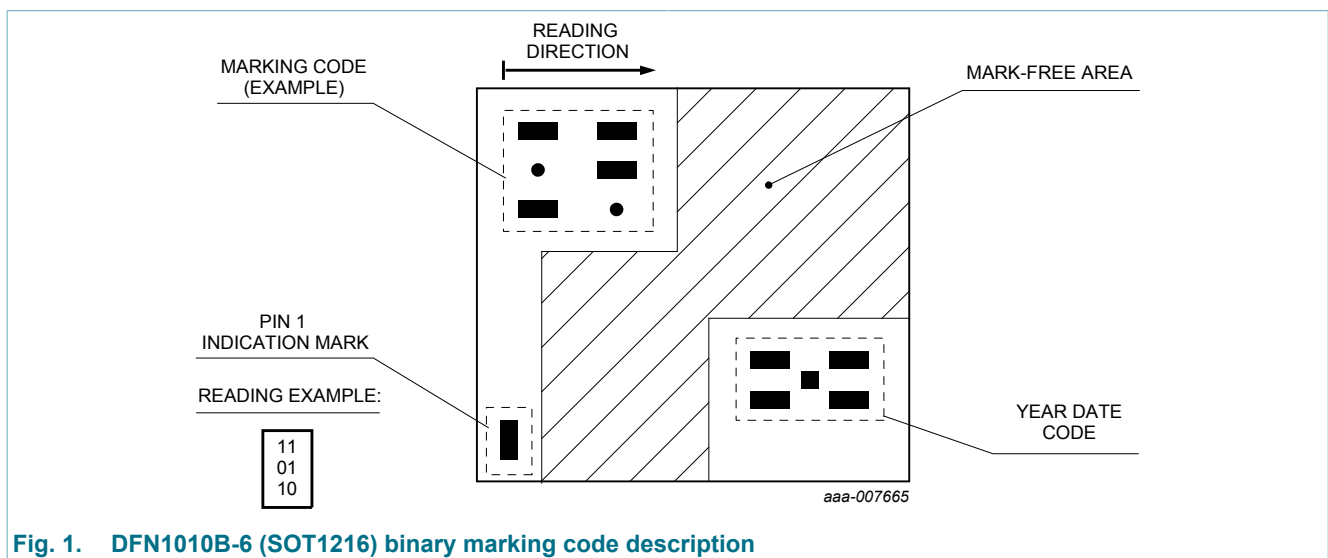 READING
DIRECTION
MARKING CODE
(EXAMPLE)
MARK-FREE AREA
PIN 1
INDICATION MARK
READING EXAMPLE:
11
01
10
YEAR DATE
CODE
aaa-007665
Fig. 1. DFN1010B-6 (SOT1216) binary marking code description